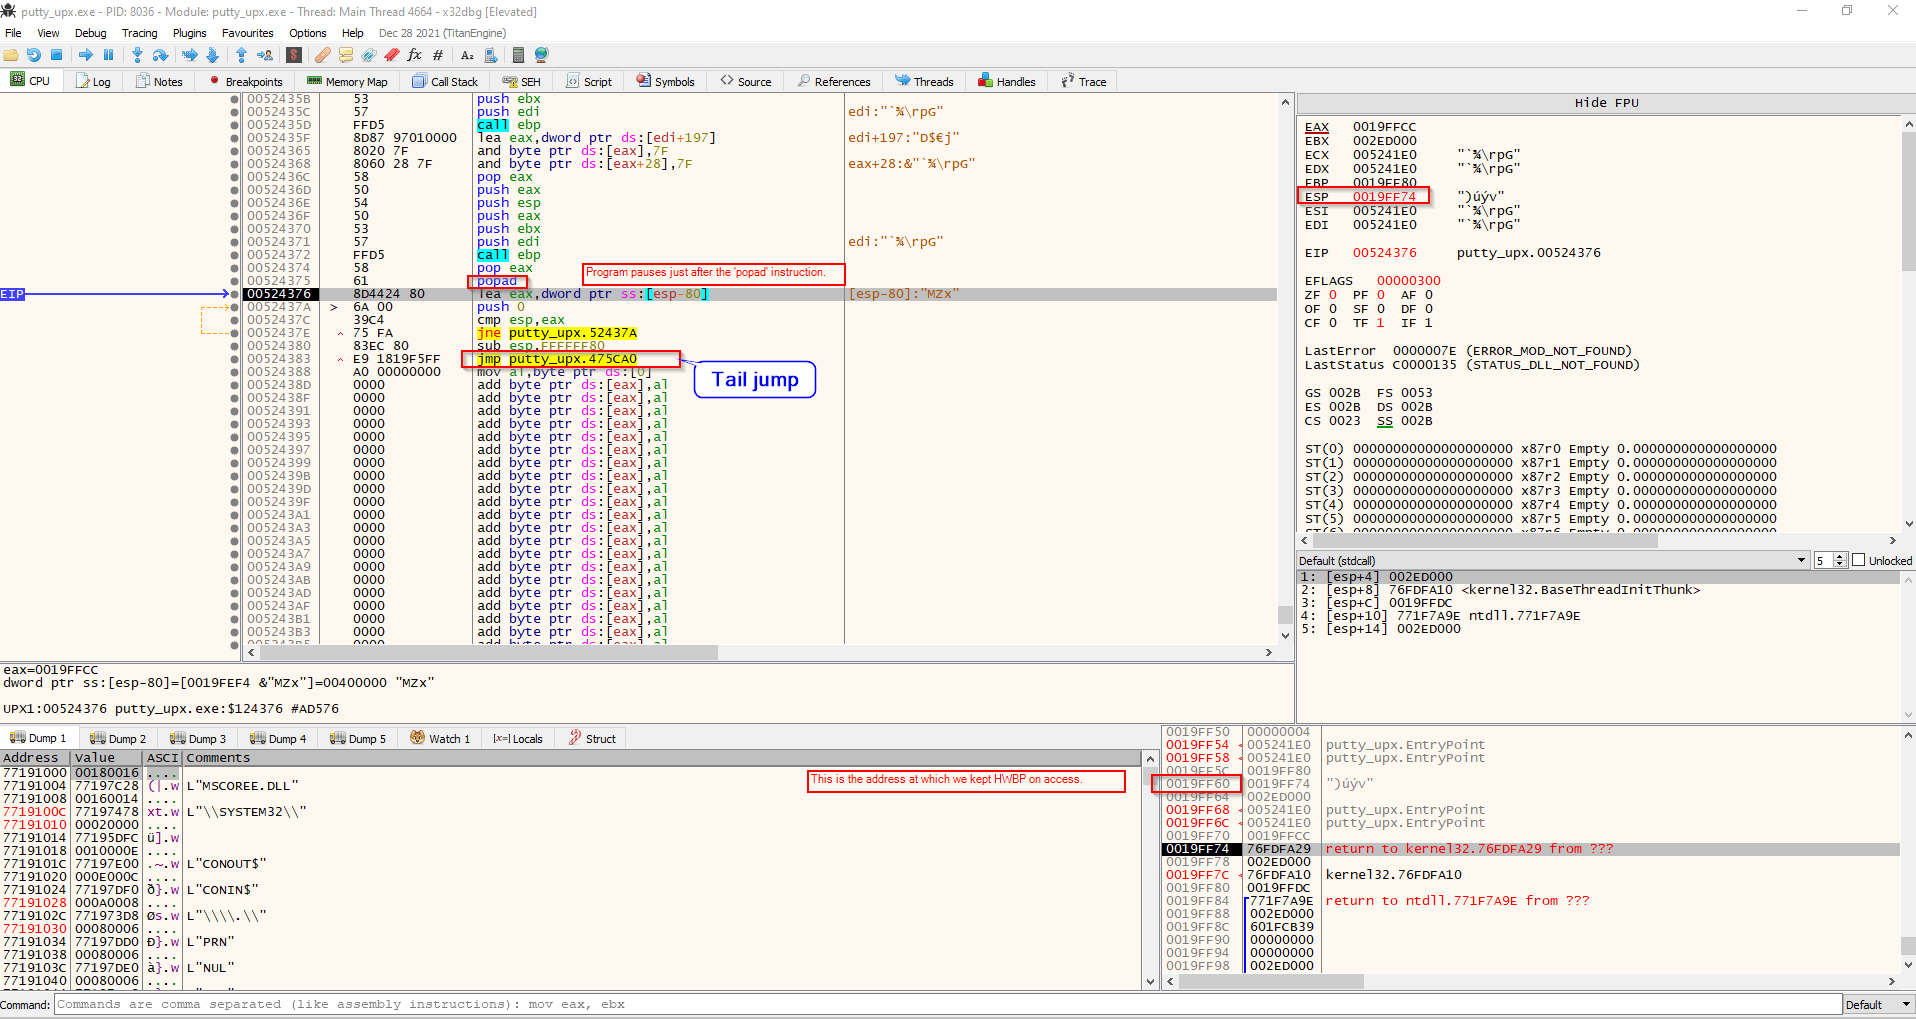 putty_upx.exe - PID: 8036 - Module: putty_upx.exe - Thread: Main Thread 4664 - x32dbg [Elevated]
File View Debug Tracing Plugins Favourites Options Help Dec 28 2021 (TitanEngine)
CPU Log Notes Breakpoints Memory Map Call Stack SEH Script Symbols Source References Threads Handles Trace
0052435B 53 push ebx
0052435C 57 push edi edi:"`¾\rpG"
0052435D FFD5 call ebp
0052435F 8D87 97010000 lea eax,dword ptr ds:[edi+197] edi+197:"D$€j"
00524365 8020 7F and byte ptr ds:[eax],7F
00524368 8060 28 7F and byte ptr ds:[eax+28],7F eax+28:&"`¾\rpG"
0052436C 58 pop eax
0052436D 50 push eax
0052436E 54 push esp
0052436F 50 push eax
00524370 53 push ebx
00524371 57 push edi edi:"`¾\rpG"
00524372 FFD5 call ebp
00524374 58 pop eax
Program pauses just after the 'popad' instruction.
00524375 61 popad
EIP 00524376 8D4424 80 lea eax,dword ptr ss:[esp-80] [esp-80]:"MZx"
0052437A > 6A 00 push 0
0052437C 39C4 cmp esp,eax
0052437E 75 FA jne putty_upx.52437A
00524380 83EC 80 sub esp,FFFFFF80
00524383 E9 1819F5FF jmp putty_upx.475CA0
Tail jump
00524388 A0 00000000 mov al,byte ptr ds:[0]
0052438D 0000 add byte ptr ds:[eax],al
0052438F 0000 add byte ptr ds:[eax],al
00524391 0000 add byte ptr ds:[eax],al
00524393 0000 add byte ptr ds:[eax],al
00524395 0000 add byte ptr ds:[eax],al
00524397 0000 add byte ptr ds:[eax],al
00524399 0000 add byte ptr ds:[eax],al
0052439B 0000 add byte ptr ds:[eax],al
0052439D 0000 add byte ptr ds:[eax],al
0052439F 0000 add byte ptr ds:[eax],al
005243A1 0000 add byte ptr ds:[eax],al
005243A3 0000 add byte ptr ds:[eax],al
005243A5 0000 add byte ptr ds:[eax],al
005243A7 0000 add byte ptr ds:[eax],al
005243A9 0000 add byte ptr ds:[eax],al
005243AB 0000 add byte ptr ds:[eax],al
005243AD 0000 add byte ptr ds:[eax],al
005243AF 0000 add byte ptr ds:[eax],al
005243B1 0000 add byte ptr ds:[eax],al
005243B3 0000 add byte ptr ds:[eax],al
Hide FPU
EAX 0019FFCC
EBX 002ED000
ECX 005241E0 "`¾\rpG"
EDX 005241E0 "`¾\rpG"
EBP 0019FF80
ESP 0019FF74 ")úýv"
ESI 005241E0 "`¾\rpG"
EDI 005241E0 "`¾\rpG"
EIP 00524376 putty_upx.00524376
EFLAGS 00000300
ZF 0 PF 0 AF 0
OF 0 SF 0 DF 0
CF 0 TF 1 IF 1
LastError 0000007E (ERROR_MOD_NOT_FOUND)
LastStatus C0000135 (STATUS_DLL_NOT_FOUND)
GS 002B FS 0053
ES 002B DS 002B
CS 0023 SS 002B
ST(0) 00000000000000000000 x87r0 Empty 0.000000000000000000
ST(1) 00000000000000000000 x87r1 Empty 0.000000000000000000
ST(2) 00000000000000000000 x87r2 Empty 0.000000000000000000
ST(3) 00000000000000000000 x87r3 Empty 0.000000000000000000
ST(4) 00000000000000000000 x87r4 Empty 0.000000000000000000
ST(5) 00000000000000000000 x87r5 Empty 0.000000000000000000
Default (stdcall) 5 Unlocked
1: [esp+4] 002ED000
2: [esp+8] 76FDFA10 <kernel32.BaseThreadInitThunk>
3: [esp+C] 0019FFDC
4: [esp+10] 771F7A9E ntdll.771F7A9E
5: [esp+14] 002ED000
eax=0019FFCC
dword ptr ss:[esp-80]=[0019FEF4 &"MZx"]=00400000 "MZx"
UPX1:00524376 putty_upx.exe:$124376 #AD576
Dump 1 Dump 2 Dump 3 Dump 4 Dump 5 Watch 1 [x=] Locals Struct
Address Value ASCI Comments
77191000 00180016 ....
77191004 77197C28 (|.w L"MSCOREE.DLL"
77191008 00160014 ....
7719100C 77197478 xt.w L"\\SYSTEM32\\"
77191010 00020000 ....
77191014 77195DFC ü].w
77191018 0010000E ....
7719101C 77197E00 .~.w L"CONOUT$"
77191020 000E000C ....
77191024 77197DF0 ð}.w L"CONIN$"
77191028 000A0008 ....
7719102C 771973D8 Øs.w L"\\\\.\\"
77191030 00080006 ....
77191034 77197DD0 Ð}.w L"PRN"
77191038 00080006 ....
7719103C 77197DE0 à}.w L"NUL"
77191040 00080006 ....
This is the address at which we kept HWBP on access.
0019FF50 00000004
0019FF54 005241E0 putty_upx.EntryPoint
0019FF58 005241E0 putty_upx.EntryPoint
0019FF5C 0019FF80
0019FF60 0019FF74 ")úýv"
0019FF64 002ED000
0019FF68 005241E0 putty_upx.EntryPoint
0019FF6C 005241E0 putty_upx.EntryPoint
0019FF70 0019FFCC
0019FF74 76FDFA29 return to kernel32.76FDFA29 from ???
0019FF78 002ED000
0019FF7C 76FDFA10 kernel32.76FDFA10
0019FF80 0019FFDC
0019FF84 771F7A9E return to ntdll.771F7A9E from ???
0019FF88 002ED000
0019FF8C 601FCB39
0019FF90 00000000
0019FF94 00000000
0019FF98 002ED000
Command: Commands are comma separated (like assembly instructions): mov eax, ebx Default